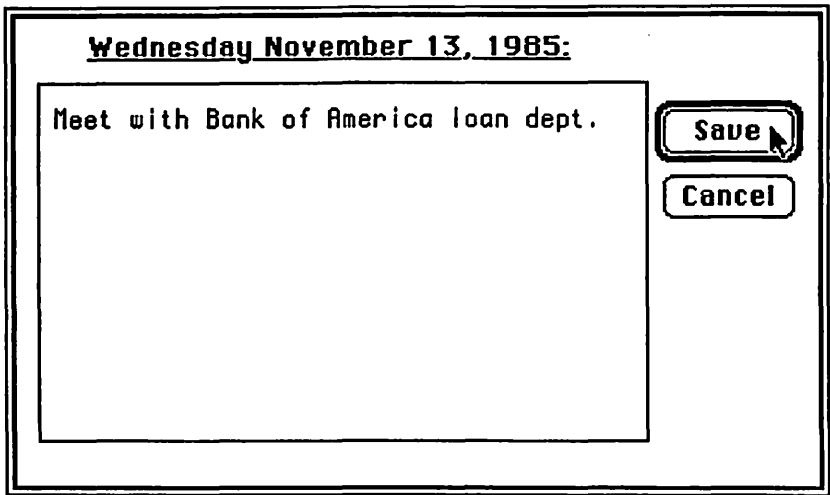 Wednesday November 13, 1985:
Meet with Bank of America loan dept.
Save
Cancel